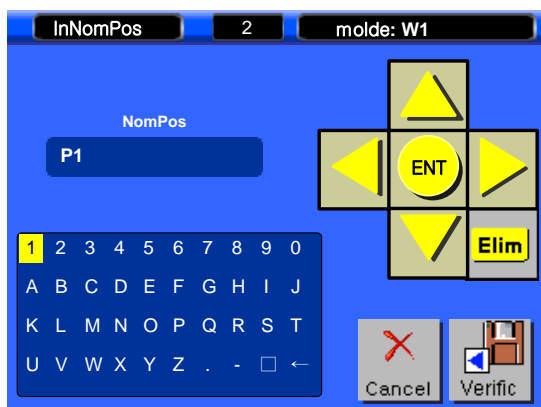 InNomPos 2 molde: W1
NomPos
P1
ENT
Elim
1 2 3 4 5 6 7 8 9 0
A B C D E F G H I J
K L M N O P Q R S T
U V W X Y Z . - □ ←
Cancel Verific